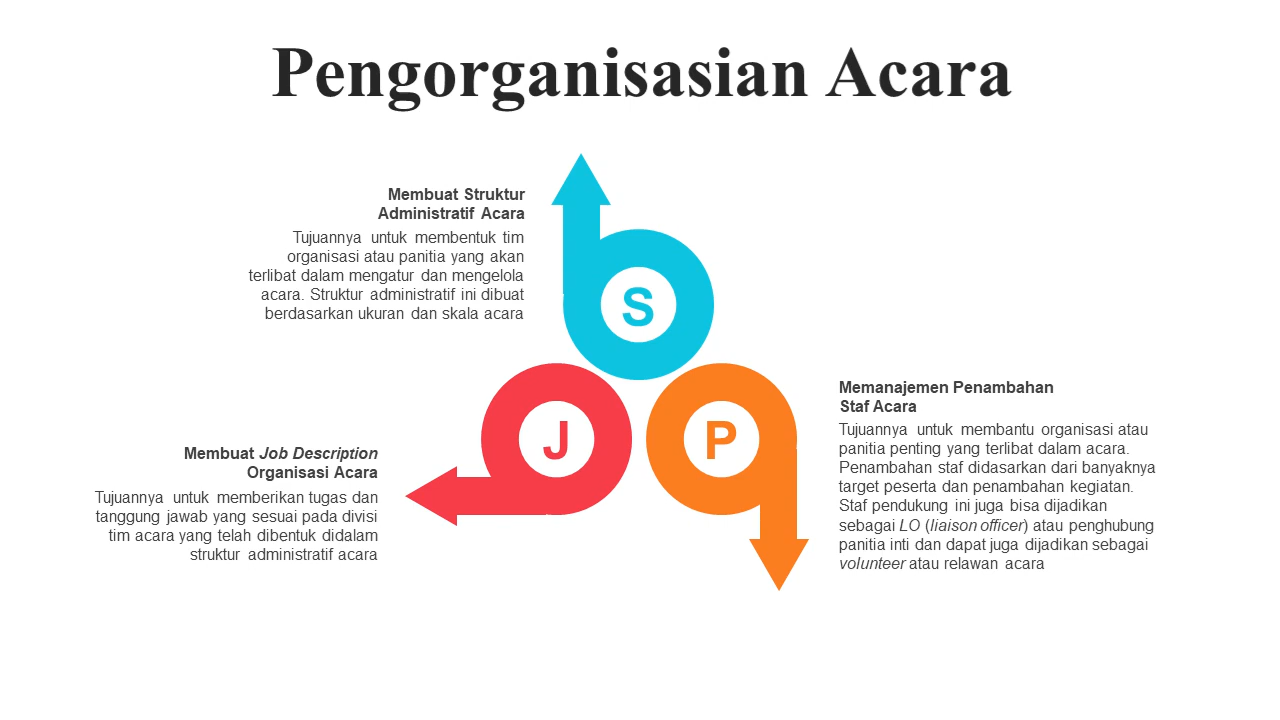 Pengorganisasian Acara
Membuat Struktur
Administratif Acara
Tujuannya untuk membentuk tim
organisasi atau panitia yang akan
terlibat dalam mengatur dan mengelola
acara. Struktur administratif ini dibuat
berdasarkan ukuran dan skala acara
S
J
P
Membuat Job Description
Organisasi Acara
Tujuannya untuk memberikan tugas dan
tanggung jawab yang sesuai pada divisi
tim acara yang telah dibentuk didalam
struktur administratif acara
Memanajemen Penambahan
Staf Acara
Tujuannya untuk membantu organisasi atau
panitia penting yang terlibat dalam acara.
Penambahan staf didasarkan dari banyaknya
target peserta dan penambahan kegiatan.
Staf pendukung ini juga bisa dijadikan
sebagai LO (liaison officer) atau penghubung
panitia inti dan dapat juga dijadikan sebagai
volunteer atau relawan acara